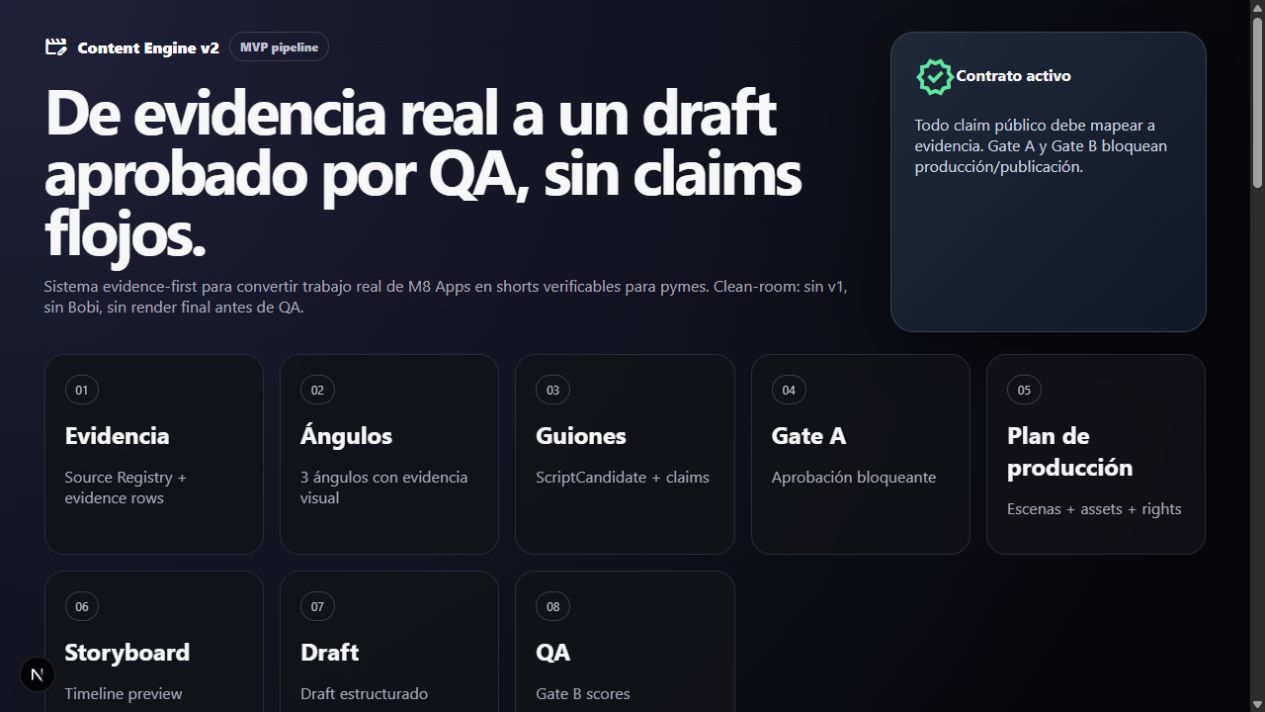 Content Engine v2
MVP pipeline
De evidencia real a un draft
aprobado por QA, sin claims
flojos.
Sistema evidence-first para convertir trabajo real de M8 Apps en shorts verificables para pymes. Clean-room: sin v1,
sin Bobi, sin render final antes de QA.
Contrato activo
Todo claim público debe mapear a
evidencia. Gate A y Gate B bloquean
producción/publicación.
01
Evidencia
Source Registry +
evidence rows
02
Ángulos
3 ángulos con evidencia
visual
03
Guiones
ScriptCandidate + claims
04
Gate A
Aprobación bloqueante
05
Plan de
producción
Escenas + assets + rights
06
Storyboard
Timeline preview
07
Draft
Draft estructurado
08
QA
Gate B scores
N